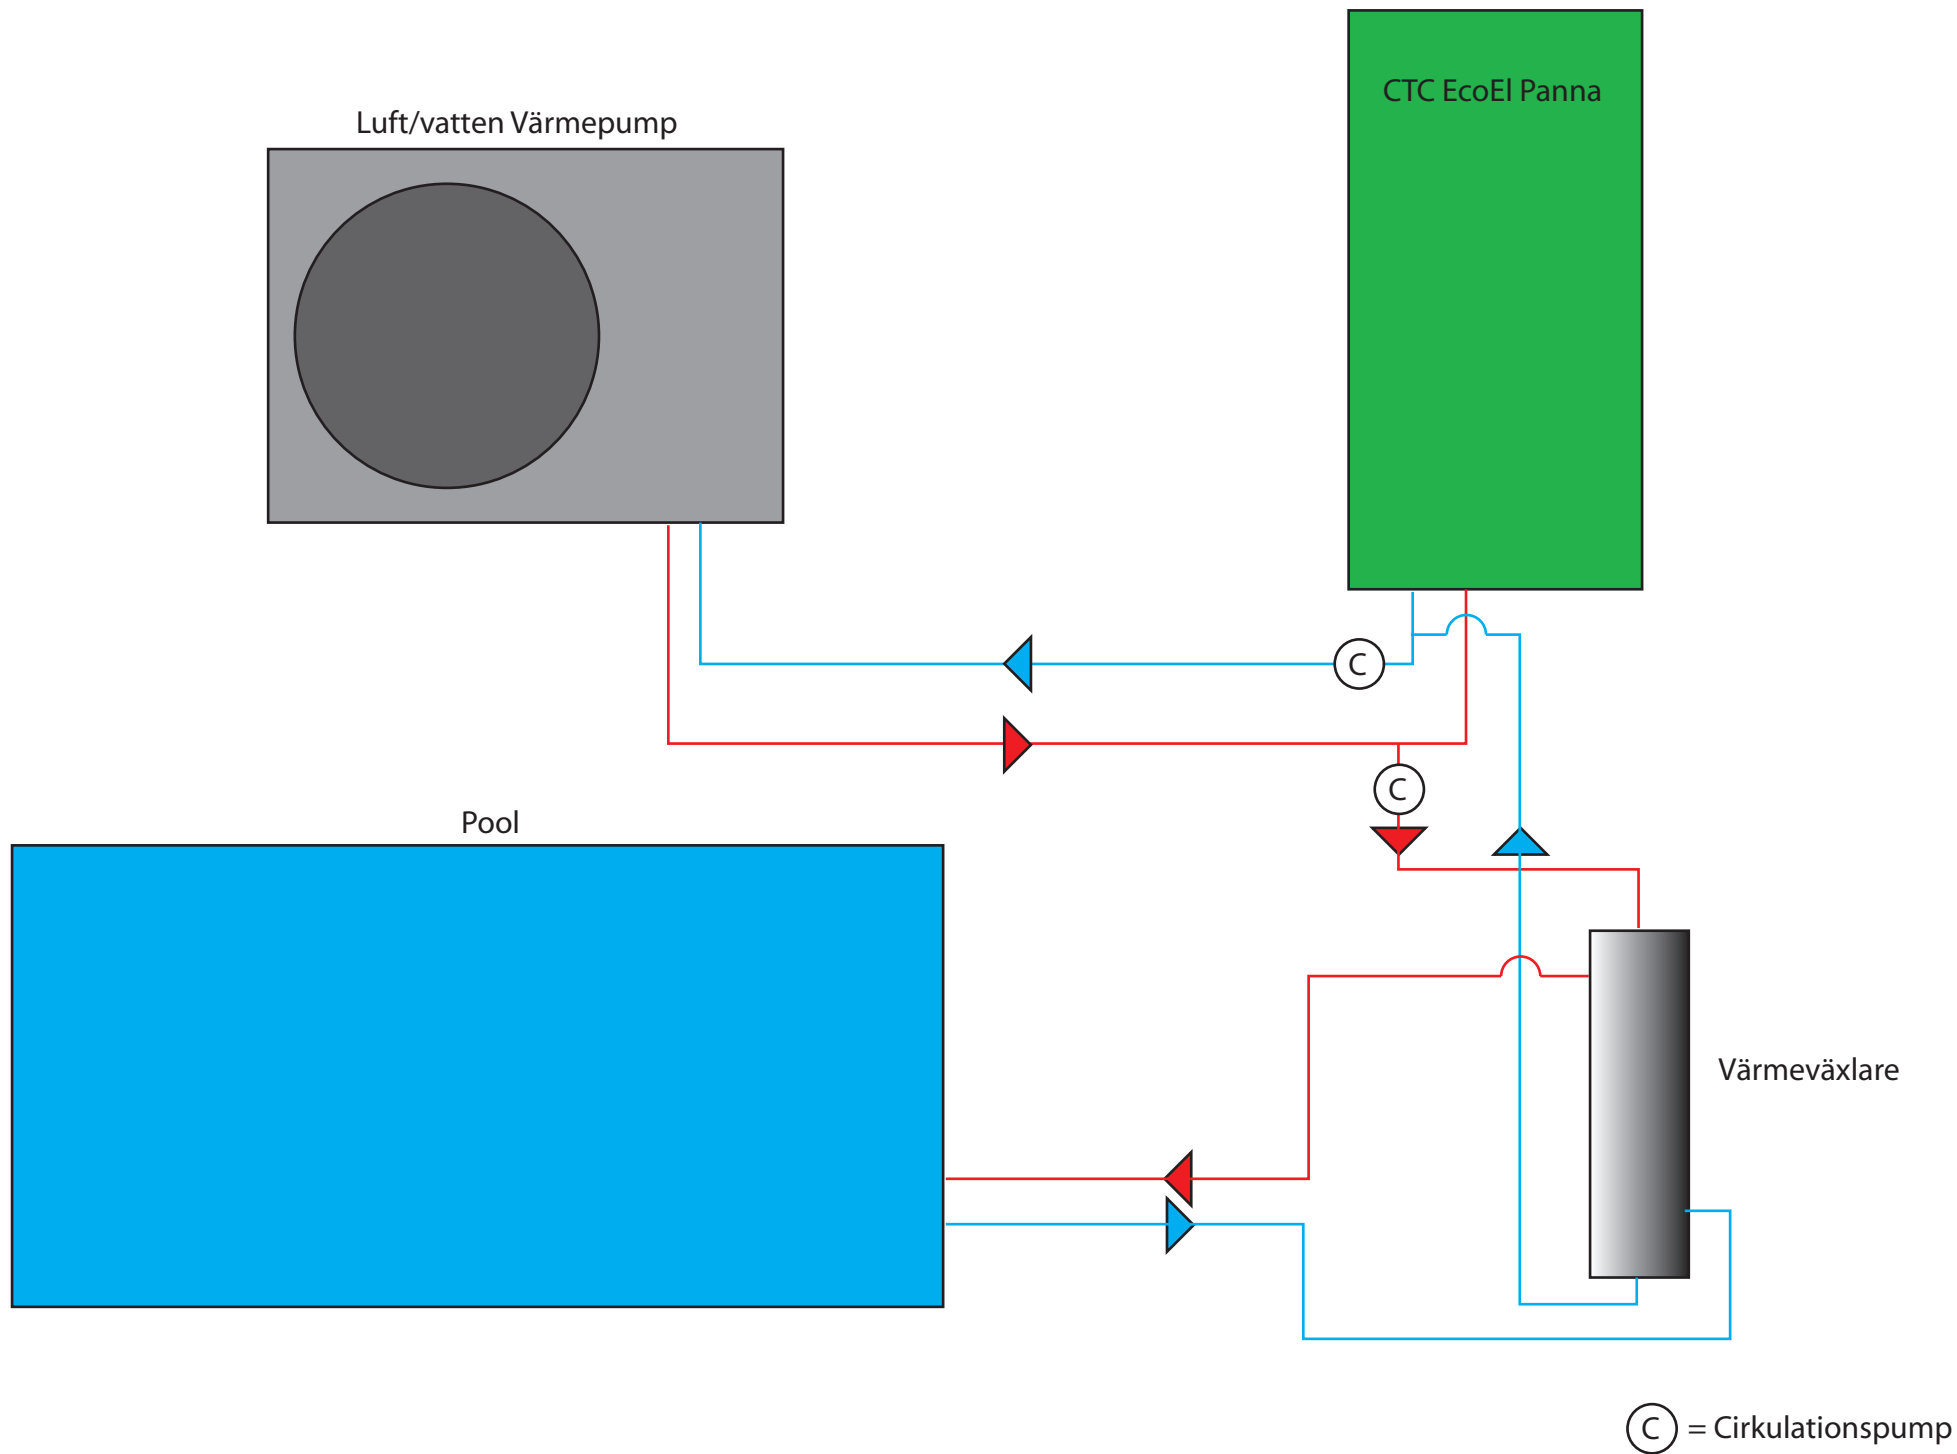 CTC EcoEl Panna
Luft/vatten Värmepump
C
C
Pool
Värmeväxlare
C = Cirkulationspump